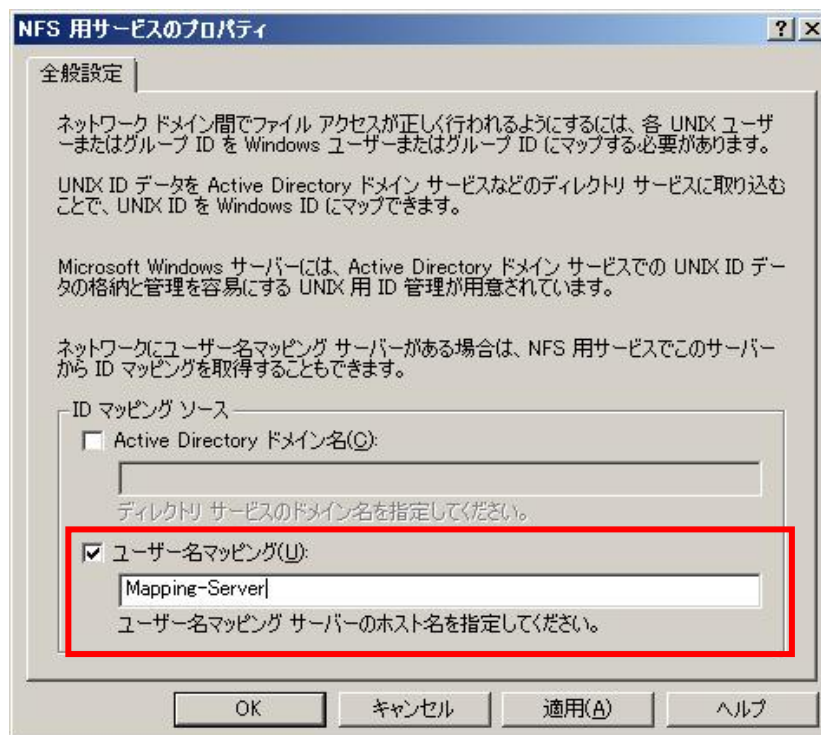 NFS 用サービスのプロパティ
全般設定
ネットワーク ドメイン間でファイル アクセスが正しく行われるようにするには、各 UNIX ユーザ
ーまたはグループ ID を Windows ユーザーまたはグループ ID にマップする必要があります。
UNIX ID データを Active Directory ドメイン サービスなどのディレクトリ サービスに取り込む
ことで、UNIX ID を Windows ID にマップできます。
Microsoft Windows サーバーには、Active Directory ドメイン サービスでの UNIX ID デー
タの格納と管理を容易にする UNIX 用 ID 管理が用意されています。
ネットワークにユーザー名マッピング サーバーがある場合は、NFS 用サービスでこのサーバー
から ID マッピングを取得することもできます。
ID マッピング ソース
Active Directory ドメイン名(C):
ディレクトリ サービスのドメイン名を指定してください。
ユーザー名マッピング(U):
Mapping-Server
ユーザー名マッピング サーバーのホスト名を指定してください。
OK キャンセル 適用(A) ヘルプ